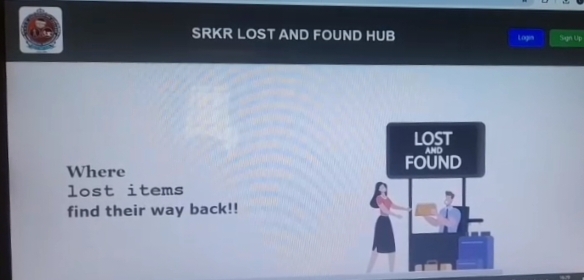 SRKR LOST AND FOUND HUB
Login
Sign Up
LOST
AND
FOUND
Where
lost items
find their way back!!